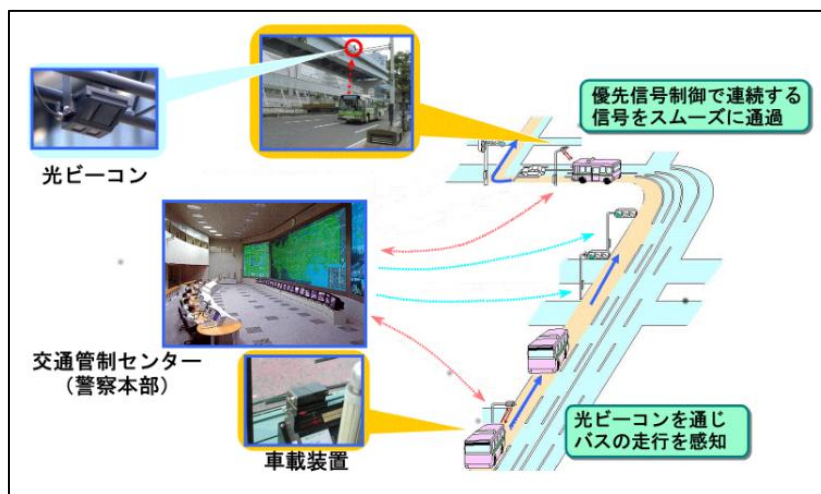 優先信号制御で連続する
信号をスムーズに通過
光ビーコン
交通管制センター
（警察本部）
車載装置
光ビーコンを通じ
バスの走行を感知